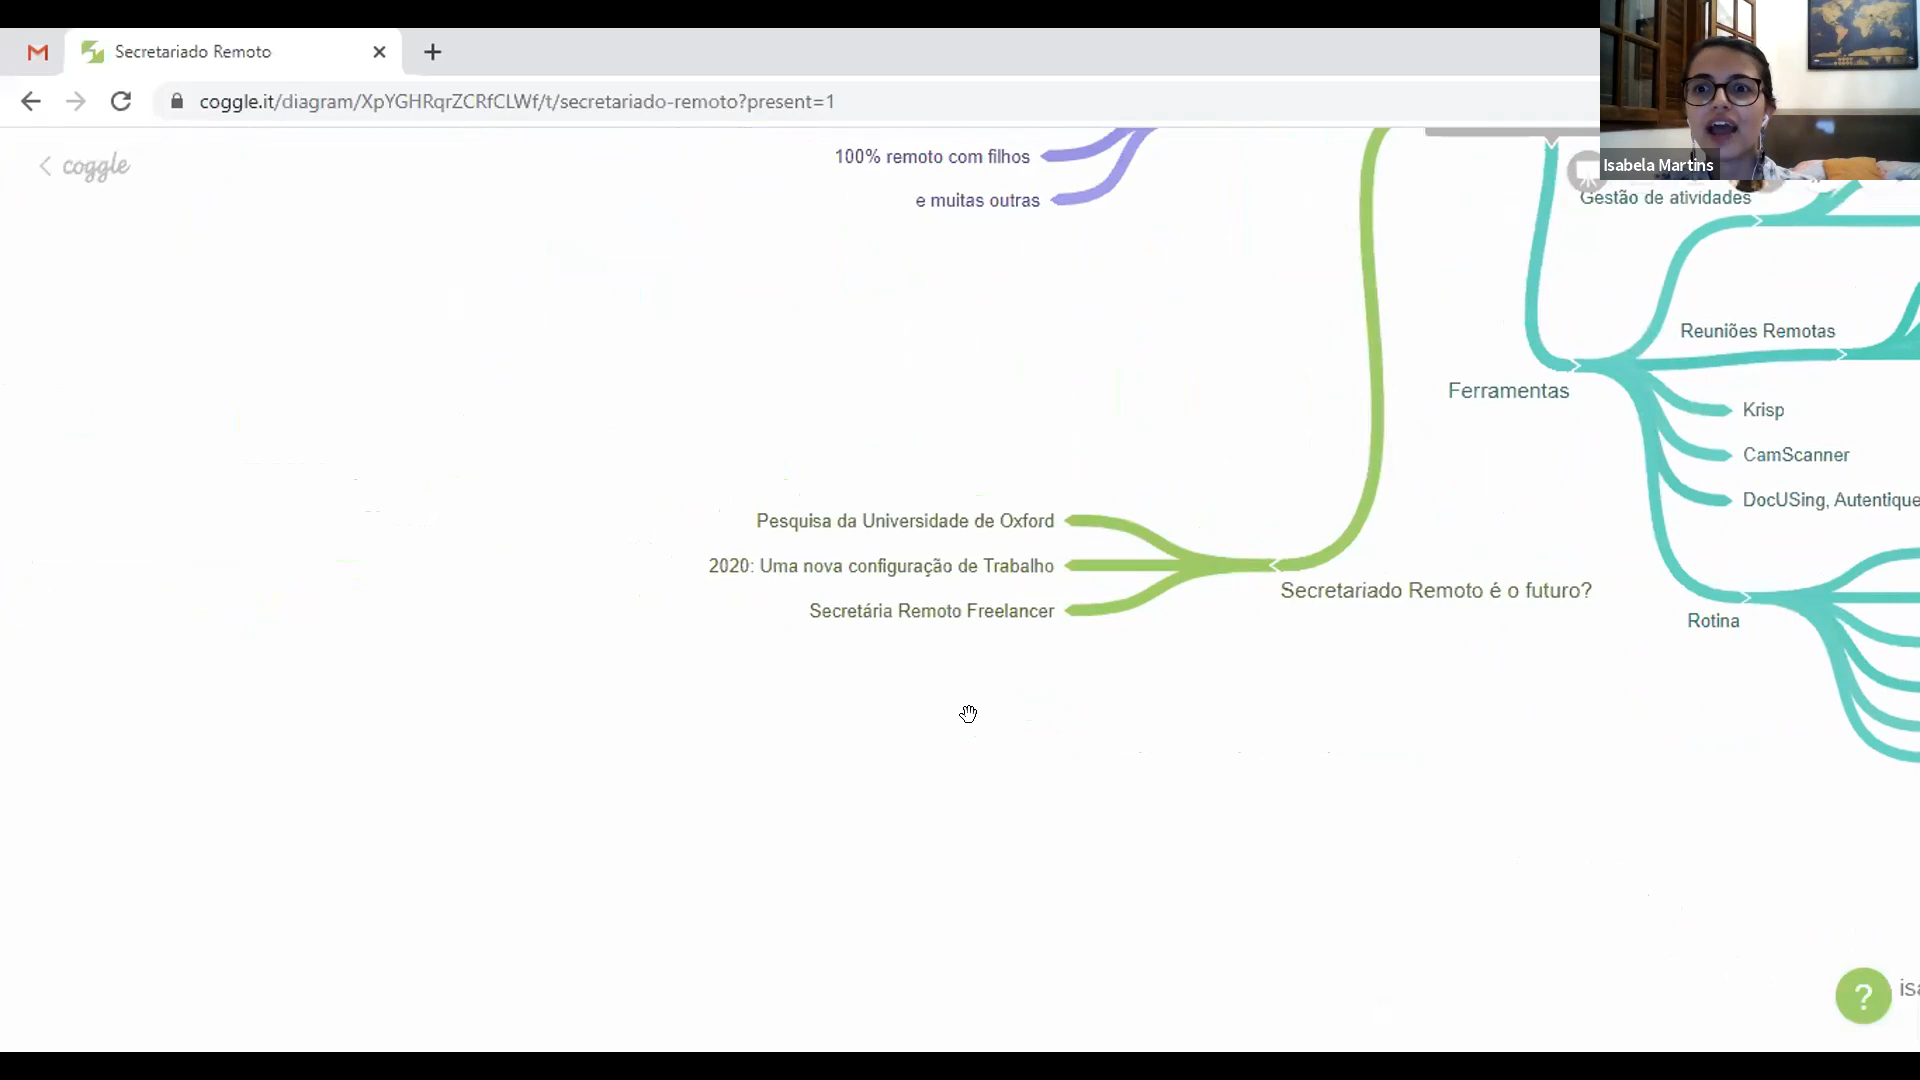 Secretariado Remoto
coggle.it/diagram/XpYGHRqrZCRfCLWf/t/secretariado-remoto?present=1
coggle
Isabela Martins
100% remoto com filhos
e muitas outras
Gestão de atividades
Reuniões Remotas
Ferramentas
Krisp
CamScanner
DocUSing, Autentique
Pesquisa da Universidade de Oxford
2020: Uma nova configuração de Trabalho
Secretária Remoto Freelancer
Secretariado Remoto é o futuro?
Rotina
?